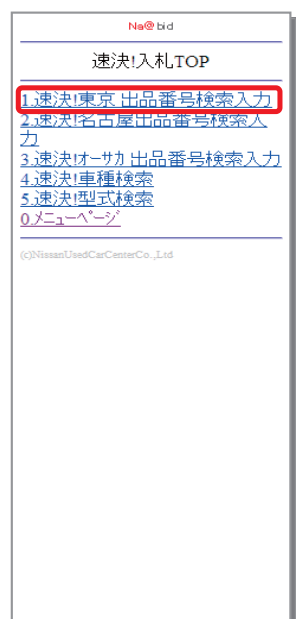 Na@bid
速決!入札TOP
1.速決!東京 出品番号検索入力
2.速決!名古屋出品番号検索入
力
3.速決!ｵｰｻｶ 出品番号検索入力
4.速決!車種検索
5.速決!型式検索
0.ﾒﾆｭｰﾍﾟｰｼﾞ
(c)NissanUsedCarCenterCo.,Ltd